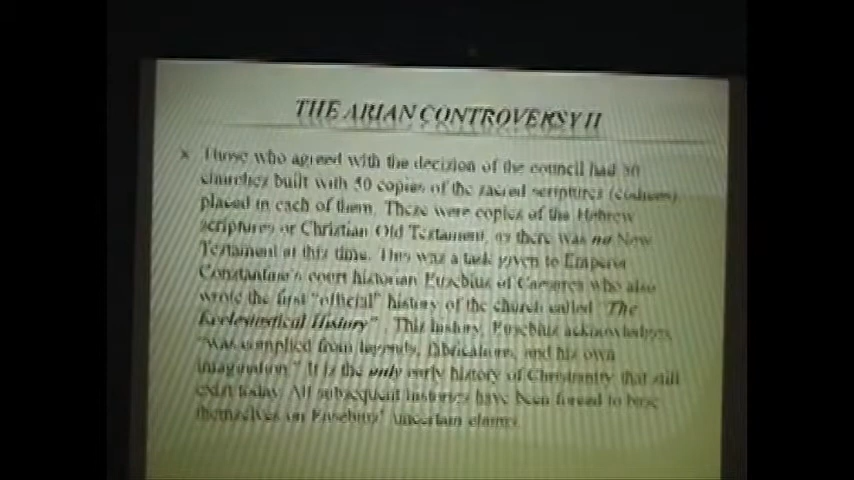 THE ARIAN CONTROVERSY II
Those who agreed with the decision of the council had 50
churches built with 50 copies of the sacred scriptures (codices)
placed in each of them. These were copies of the Hebrew
scriptures or Christian Old Testament, as there was no New
Testament at this time. This was a task given to Emperor
Constantine's court historian Eusebius of Caesarea who also
wrote the first "official" history of the church called "The
Ecclesiastical History". This history, Eusebius acknowledges,
"was complied from legends, fabrications, and his own
imagination." It is the only early history of Christianity that still
exist today. All subsequent histories have been forced to base
themselves on Eusebius' uncertain claims.